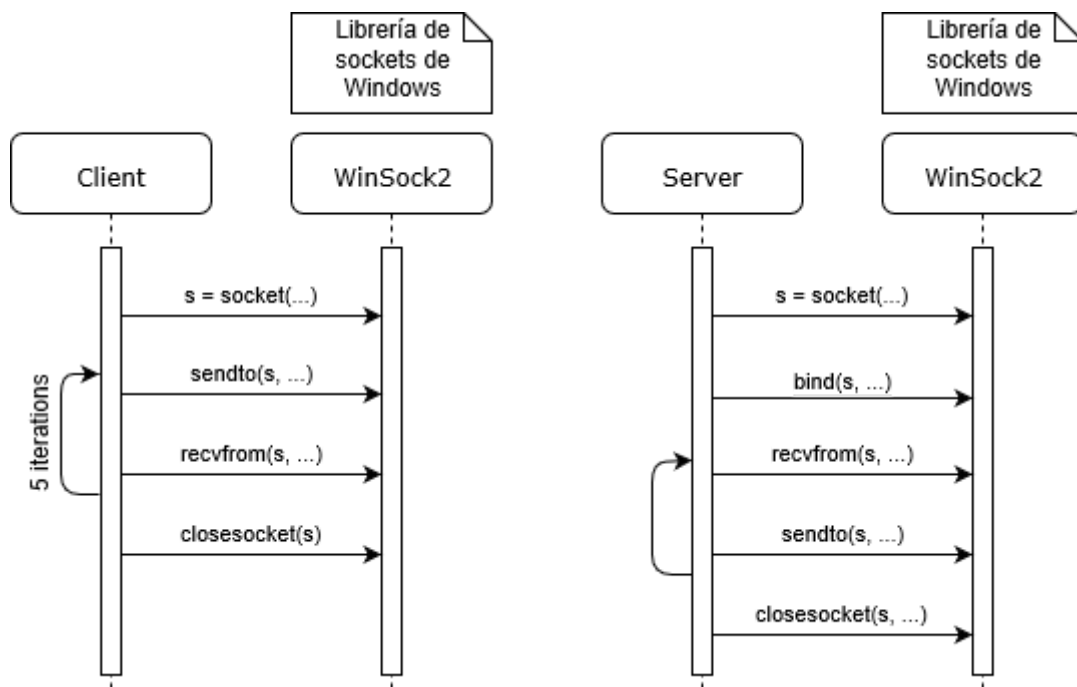 Librería de
sockets de
Windows
Client
WinSock2
s = socket(...)
sendto(s, ...)
5 iterations
recvfrom(s, ...)
closesocket(s)
Librería de
sockets de
Windows
Server
WinSock2
s = socket(...)
bind(s, ...)
recvfrom(s, ...)
sendto(s, ...)
closesocket(s, ...)